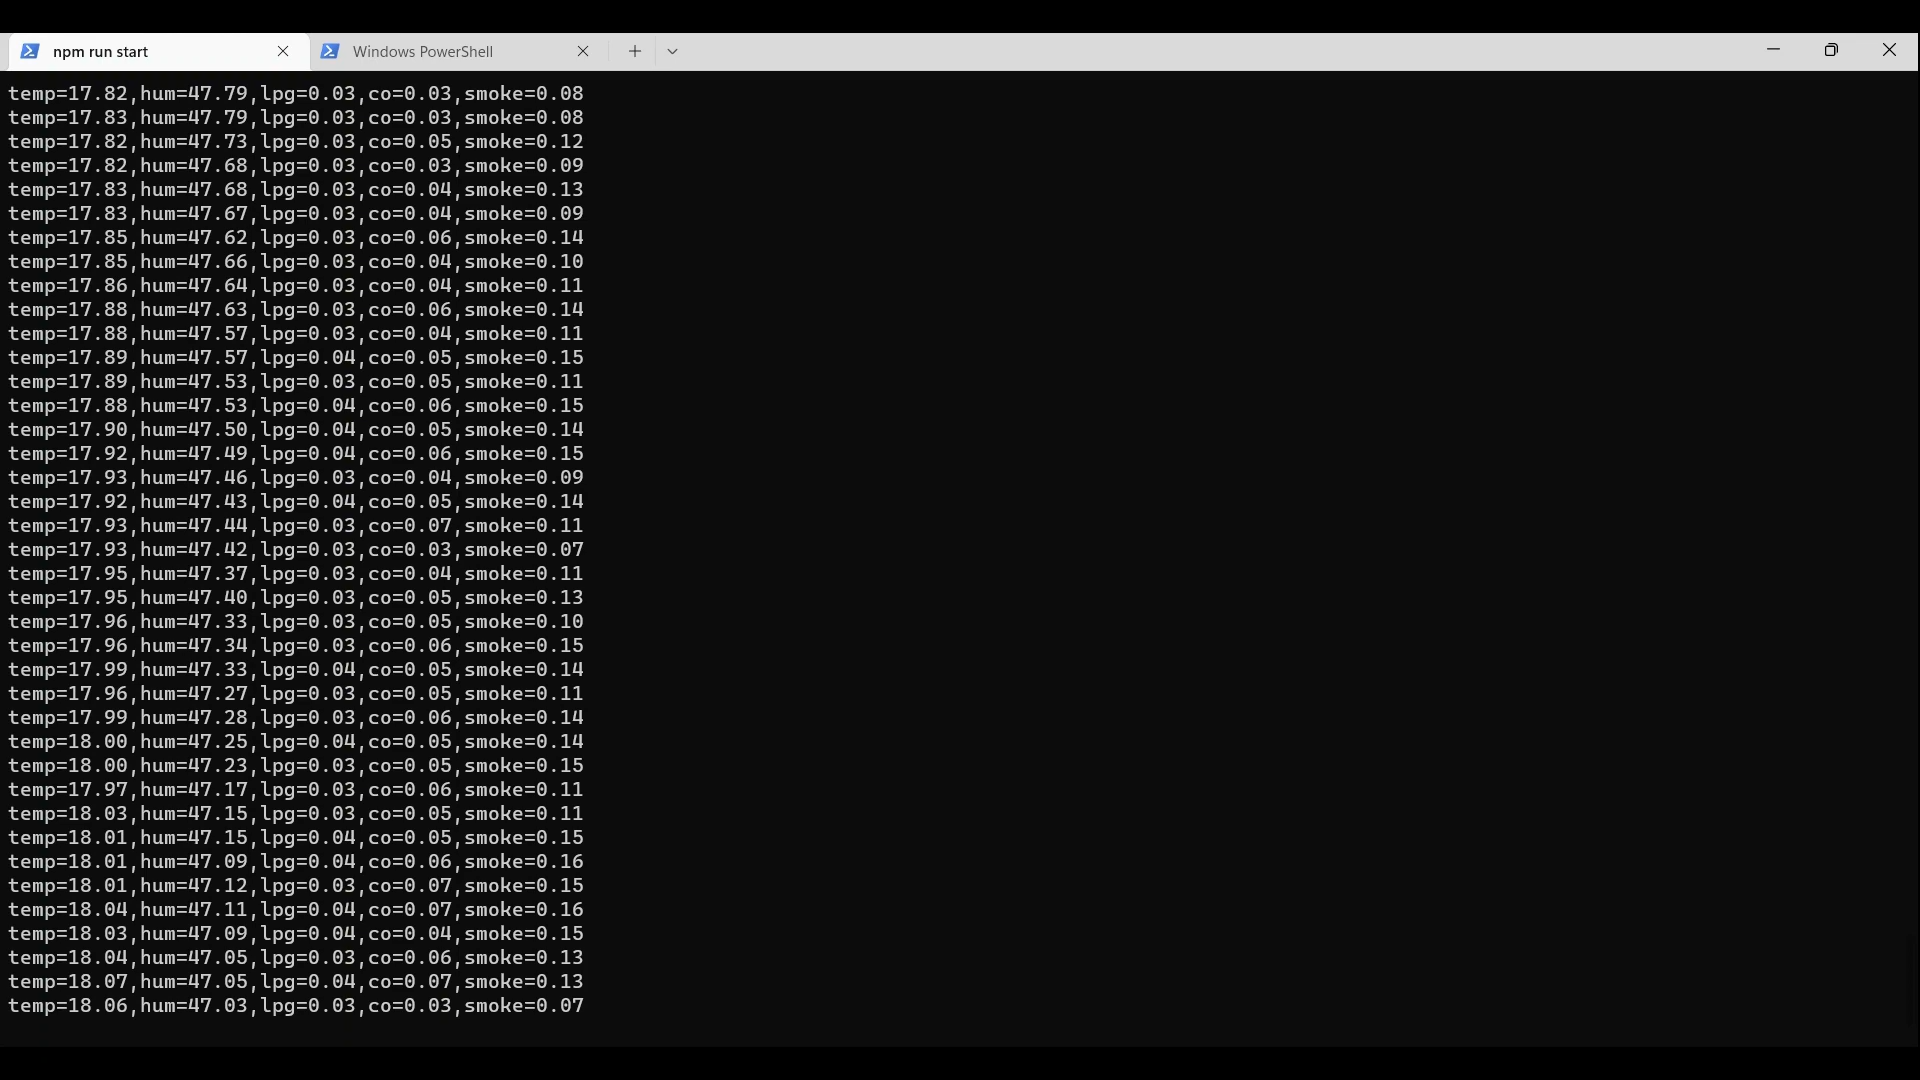 npm run start
Windows PowerShell
temp=17.82,hum=47.79,lpg=0.03,co=0.03,smoke=0.08
temp=17.83,hum=47.79,lpg=0.03,co=0.03,smoke=0.08
temp=17.82,hum=47.73,lpg=0.03,co=0.05,smoke=0.12
temp=17.82,hum=47.68,lpg=0.03,co=0.03,smoke=0.09
temp=17.83,hum=47.68,lpg=0.03,co=0.04,smoke=0.13
temp=17.83,hum=47.67,lpg=0.03,co=0.04,smoke=0.09
temp=17.85,hum=47.62,lpg=0.03,co=0.06,smoke=0.14
temp=17.85,hum=47.66,lpg=0.03,co=0.04,smoke=0.10
temp=17.86,hum=47.64,lpg=0.03,co=0.04,smoke=0.11
temp=17.88,hum=47.63,lpg=0.03,co=0.06,smoke=0.14
temp=17.88,hum=47.57,lpg=0.03,co=0.04,smoke=0.11
temp=17.89,hum=47.57,lpg=0.04,co=0.05,smoke=0.15
temp=17.89,hum=47.53,lpg=0.03,co=0.05,smoke=0.11
temp=17.88,hum=47.53,lpg=0.04,co=0.06,smoke=0.15
temp=17.90,hum=47.50,lpg=0.04,co=0.05,smoke=0.14
temp=17.92,hum=47.49,lpg=0.04,co=0.06,smoke=0.15
temp=17.93,hum=47.46,lpg=0.03,co=0.04,smoke=0.09
temp=17.92,hum=47.43,lpg=0.04,co=0.05,smoke=0.14
temp=17.93,hum=47.44,lpg=0.03,co=0.07,smoke=0.11
temp=17.93,hum=47.42,lpg=0.03,co=0.03,smoke=0.07
temp=17.95,hum=47.37,lpg=0.03,co=0.04,smoke=0.11
temp=17.95,hum=47.40,lpg=0.03,co=0.05,smoke=0.13
temp=17.96,hum=47.33,lpg=0.03,co=0.05,smoke=0.10
temp=17.96,hum=47.34,lpg=0.03,co=0.06,smoke=0.15
temp=17.99,hum=47.33,lpg=0.04,co=0.05,smoke=0.14
temp=17.96,hum=47.27,lpg=0.03,co=0.05,smoke=0.11
temp=17.99,hum=47.28,lpg=0.03,co=0.06,smoke=0.14
temp=18.00,hum=47.25,lpg=0.04,co=0.05,smoke=0.14
temp=18.00,hum=47.23,lpg=0.03,co=0.05,smoke=0.15
temp=17.97,hum=47.17,lpg=0.03,co=0.06,smoke=0.11
temp=18.03,hum=47.15,lpg=0.03,co=0.05,smoke=0.11
temp=18.01,hum=47.15,lpg=0.04,co=0.05,smoke=0.15
temp=18.01,hum=47.09,lpg=0.04,co=0.06,smoke=0.16
temp=18.01,hum=47.12,lpg=0.03,co=0.07,smoke=0.15
temp=18.04,hum=47.11,lpg=0.04,co=0.07,smoke=0.16
temp=18.03,hum=47.09,lpg=0.04,co=0.04,smoke=0.15
temp=18.04,hum=47.05,lpg=0.03,co=0.06,smoke=0.13
temp=18.07,hum=47.05,lpg=0.04,co=0.07,smoke=0.13
temp=18.06,hum=47.03,lpg=0.03,co=0.03,smoke=0.07